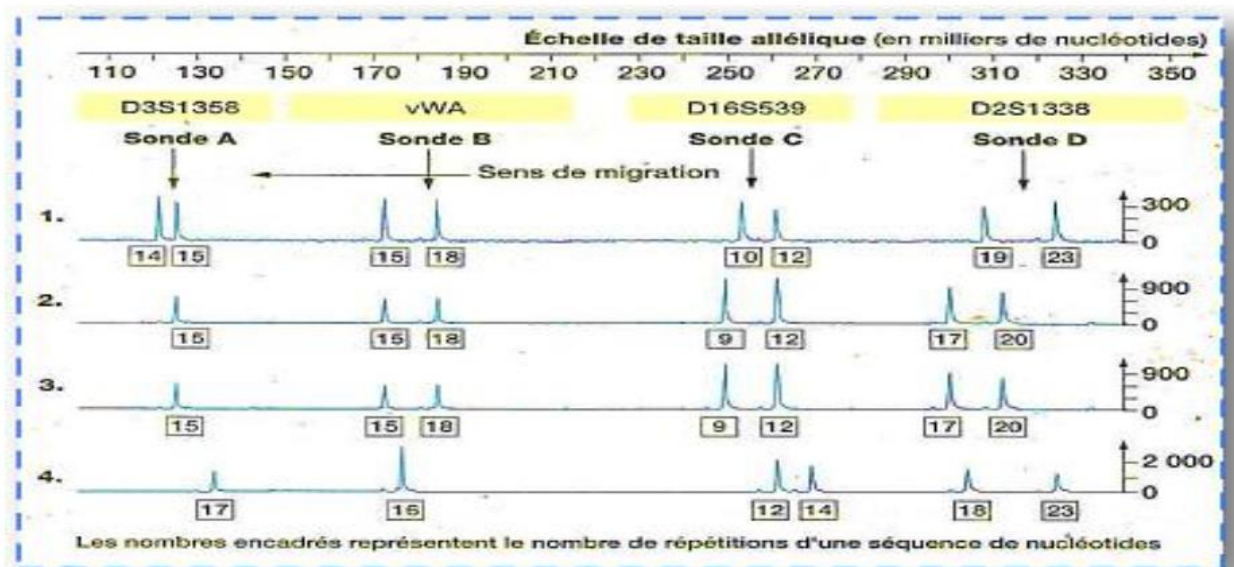 Échelle de taille allélique (en milliers de nucléotides)
110 130 150 170 190 210 230 250 270 290 310 330 350
D3S1358 vWA D16S539 D2S1338
Sonde A Sonde B Sonde C Sonde D
Sens de migration
1. 300
0
14 15 15 18 10 12 19 23
2. 900
0
15 15 18 9 12 17 20
3. 900
0
15 15 18 9 12 17 20
4. 2 000
0
17 16 12 14 18 23
Les nombres encadrés représentent le nombre de répétitions d'une séquence de nucléotides